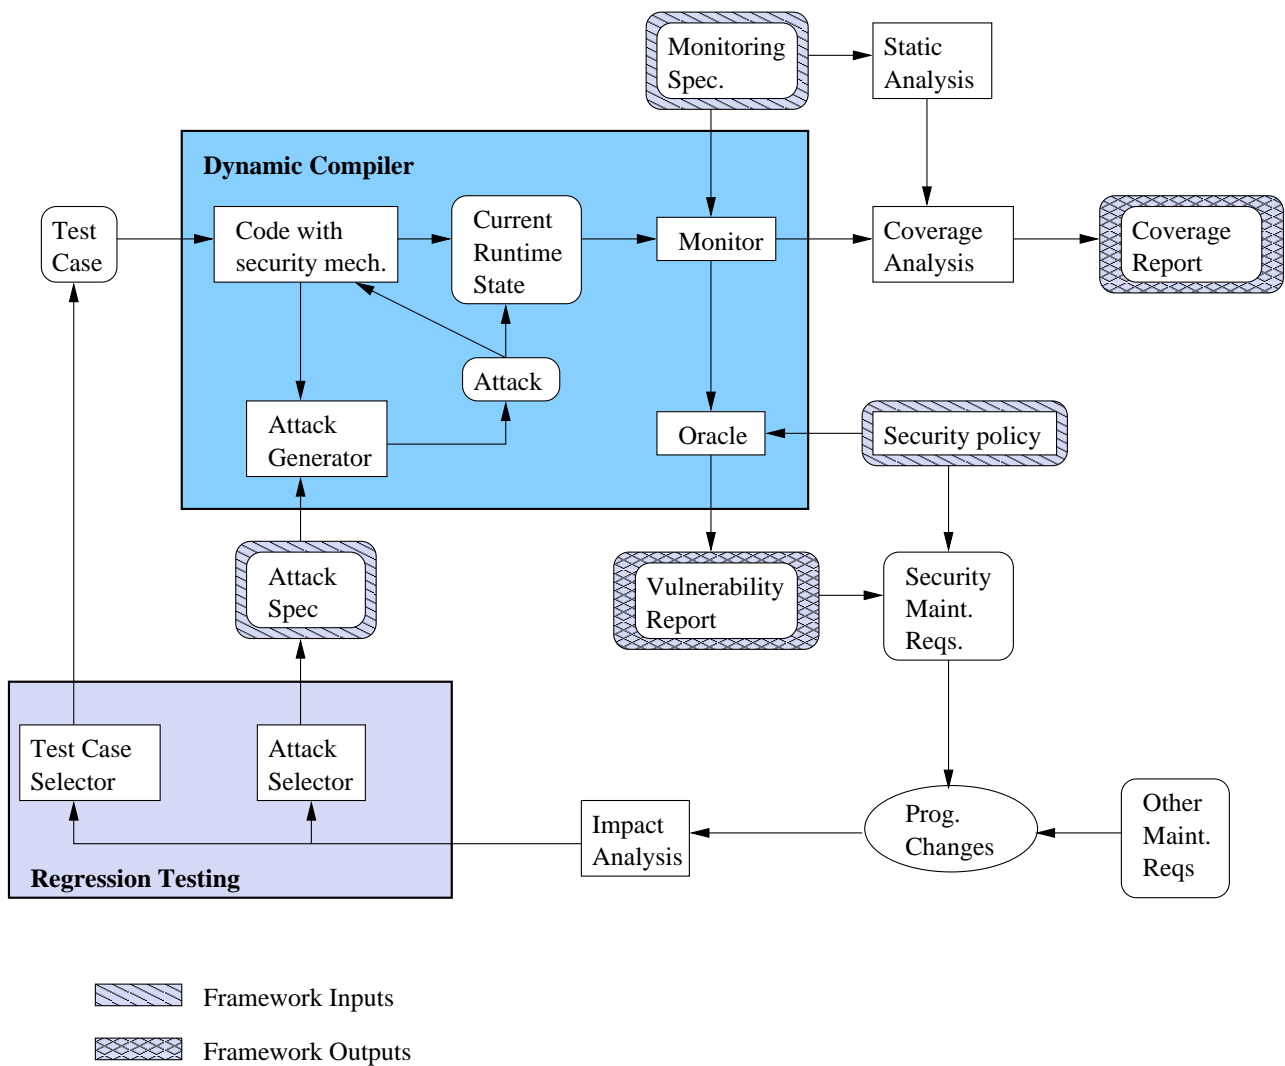 Monitoring
Spec.
Static
Analysis
Dynamic Compiler
Test
Case
Code with
security mech.
Current
Runtime
State
Monitor
Coverage
Analysis
Coverage
Report
Attack
Attack
Generator
Oracle
Security policy
Attack
Spec
Vulnerability
Report
Security
Maint.
Reqs.
Test Case
Selector
Attack
Selector
Impact
Analysis
Prog.
Changes
Other
Maint.
Reqs
Regression Testing
Framework Inputs
Framework Outputs